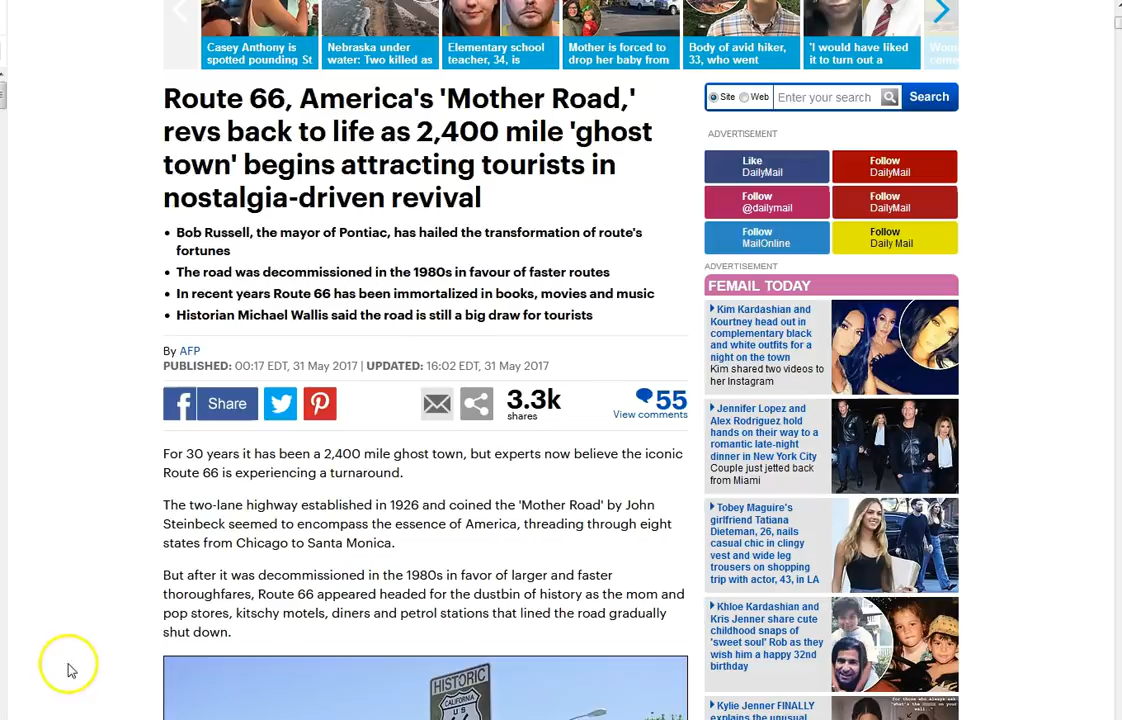 Casey Anthony is
spotted pounding St
Nebraska under
water: Two killed as
Elementary school
teacher, 34, is
Mother is forced to
drop her baby from
Body of avid hiker,
33, who went
'I would have liked
it to turn out a
Route 66, America's 'Mother Road,'
revs back to life as 2,400 mile 'ghost
town' begins attracting tourists in
nostalgia-driven revival
• Bob Russell, the mayor of Pontiac, has hailed the transformation of route's
fortunes
• The road was decommissioned in the 1980s in favour of faster routes
• In recent years Route 66 has been immortalized in books, movies and music
• Historian Michael Wallis said the road is still a big draw for tourists
By AFP
PUBLISHED: 00:17 EDT, 31 May 2017 | UPDATED: 16:02 EDT, 31 May 2017
Share
3.3k
shares
55
View comments
For 30 years it has been a 2,400 mile ghost town, but experts now believe the iconic
Route 66 is experiencing a turnaround.
The two-lane highway established in 1926 and coined the 'Mother Road' by John
Steinbeck seemed to encompass the essence of America, threading through eight
states from Chicago to Santa Monica.
But after it was decommissioned in the 1980s in favor of larger and faster
thoroughfares, Route 66 appeared headed for the dustbin of history as the mom and
pop stores, kitschy motels, diners and petrol stations that lined the road gradually
shut down.
HISTORIC
CALIFORNIA
US
Site Web Enter your search Search
ADVERTISEMENT
Like
DailyMail
Follow
DailyMail
Follow
@dailymail
Follow
DailyMail
Follow
MailOnline
Follow
Daily Mail
ADVERTISEMENT
FEMAIL TODAY
Kim Kardashian and
Kourtney head out in
complementary black
and white outfits for a
night on the town
Kim shared two videos to
her Instagram
Jennifer Lopez and
Alex Rodriguez hold
hands on their way to a
romantic late-night
dinner in New York City
Couple just jetted back
from Miami
Tobey Maguire's
girlfriend Tatiana
Dieteman, 26, nails
casual chic in clingy
vest and wide leg
trousers on shopping
trip with actor, 43, in LA
Khloe Kardashian and
Kris Jenner share cute
childhood snaps of
'sweet soul' Rob as they
wish him a happy 32nd
birthday
Kylie Jenner FINALLY
explains the unusual